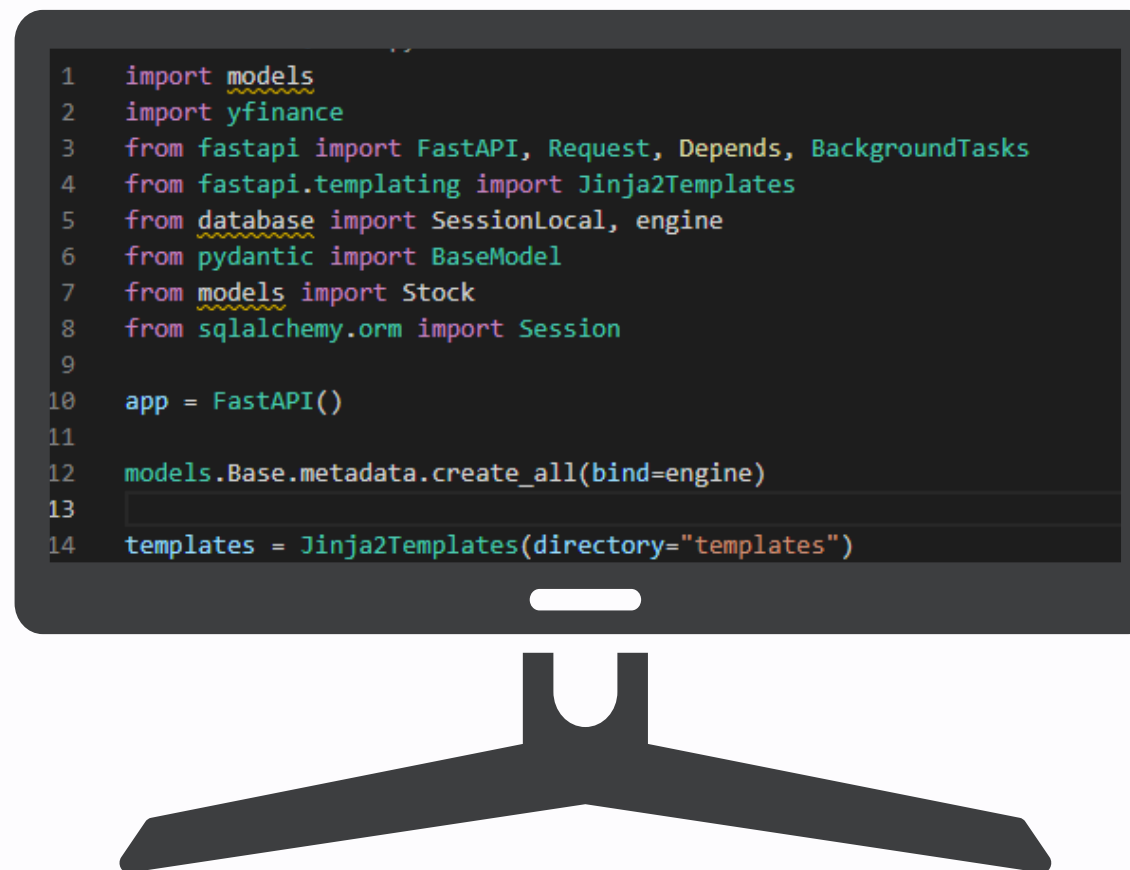 1 import models
2 import yfinance
3 from fastapi import FastAPI, Request, Depends, BackgroundTasks
4 from fastapi.templating import Jinja2Templates
5 from database import SessionLocal, engine
6 from pydantic import BaseModel
7 from models import Stock
8 from sqlalchemy.orm import Session
9
10 app = FastAPI()
11
12 models.Base.metadata.create_all(bind=engine)
13
14 templates = Jinja2Templates(directory="templates")